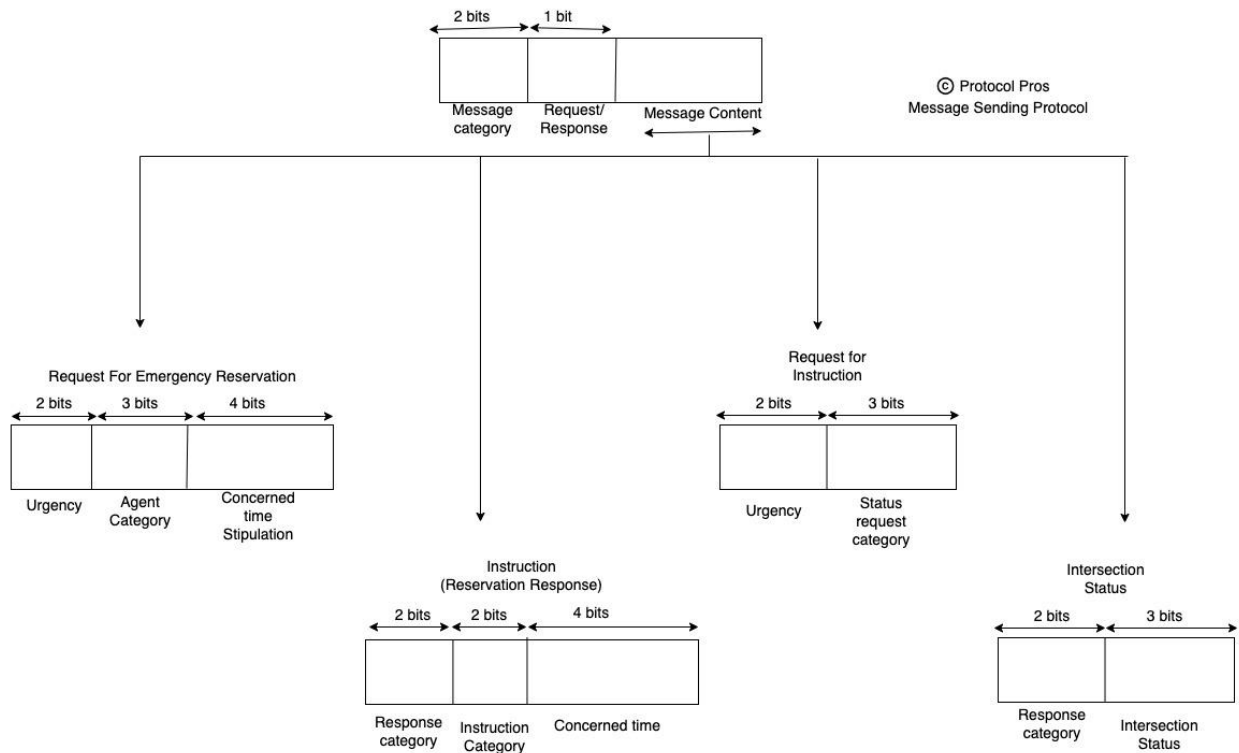 2 bits
1 bit
Message
category
Request/
Response
Message Content
© Protocol Pros
Message Sending Protocol
Request For Emergency Reservation
2 bits
3 bits
4 bits
Urgency
Agent
Category
Concerned
time
Stipulation
Instruction
(Reservation Response)
2 bits
2 bits
4 bits
Response
category
Instruction
Category
Concerned time
Request for
Instruction
2 bits
3 bits
Urgency
Status
request
category
Intersection
Status
2 bits
3 bits
Response
category
Intersection
Status